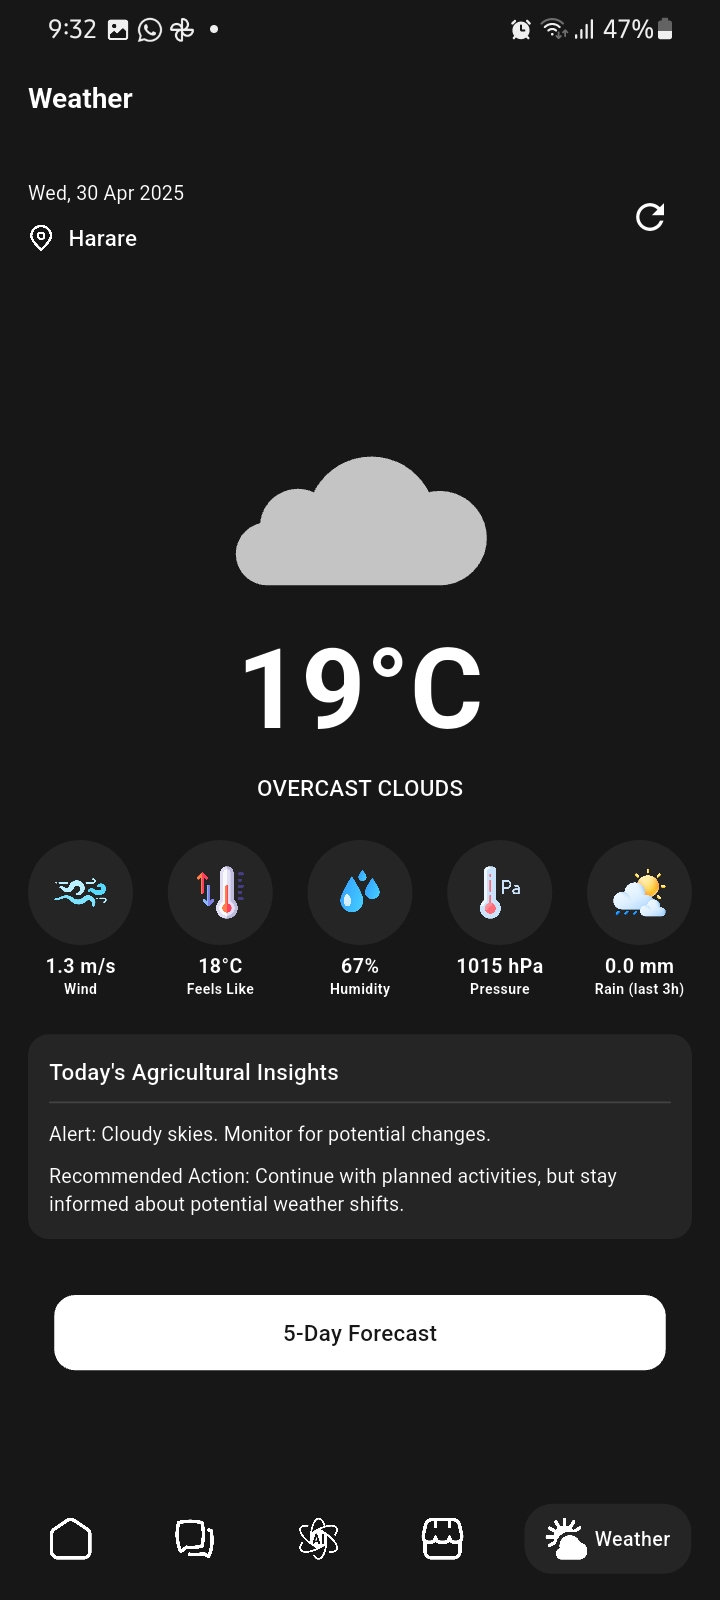 9:32
47%
Weather
Wed, 30 Apr 2025
Harare
19°C
OVERCAST CLOUDS
Pa
1.3 m/s
18°C
67%
1015 hPa
0.0 mm
Wind
Feels Like
Humidity
Pressure
Rain (last 3h)
Today's Agricultural Insights
Alert: Cloudy skies. Monitor for potential changes.
Recommended Action: Continue with planned activities, but stay
informed about potential weather shifts.
5-Day Forecast
AI
Weather